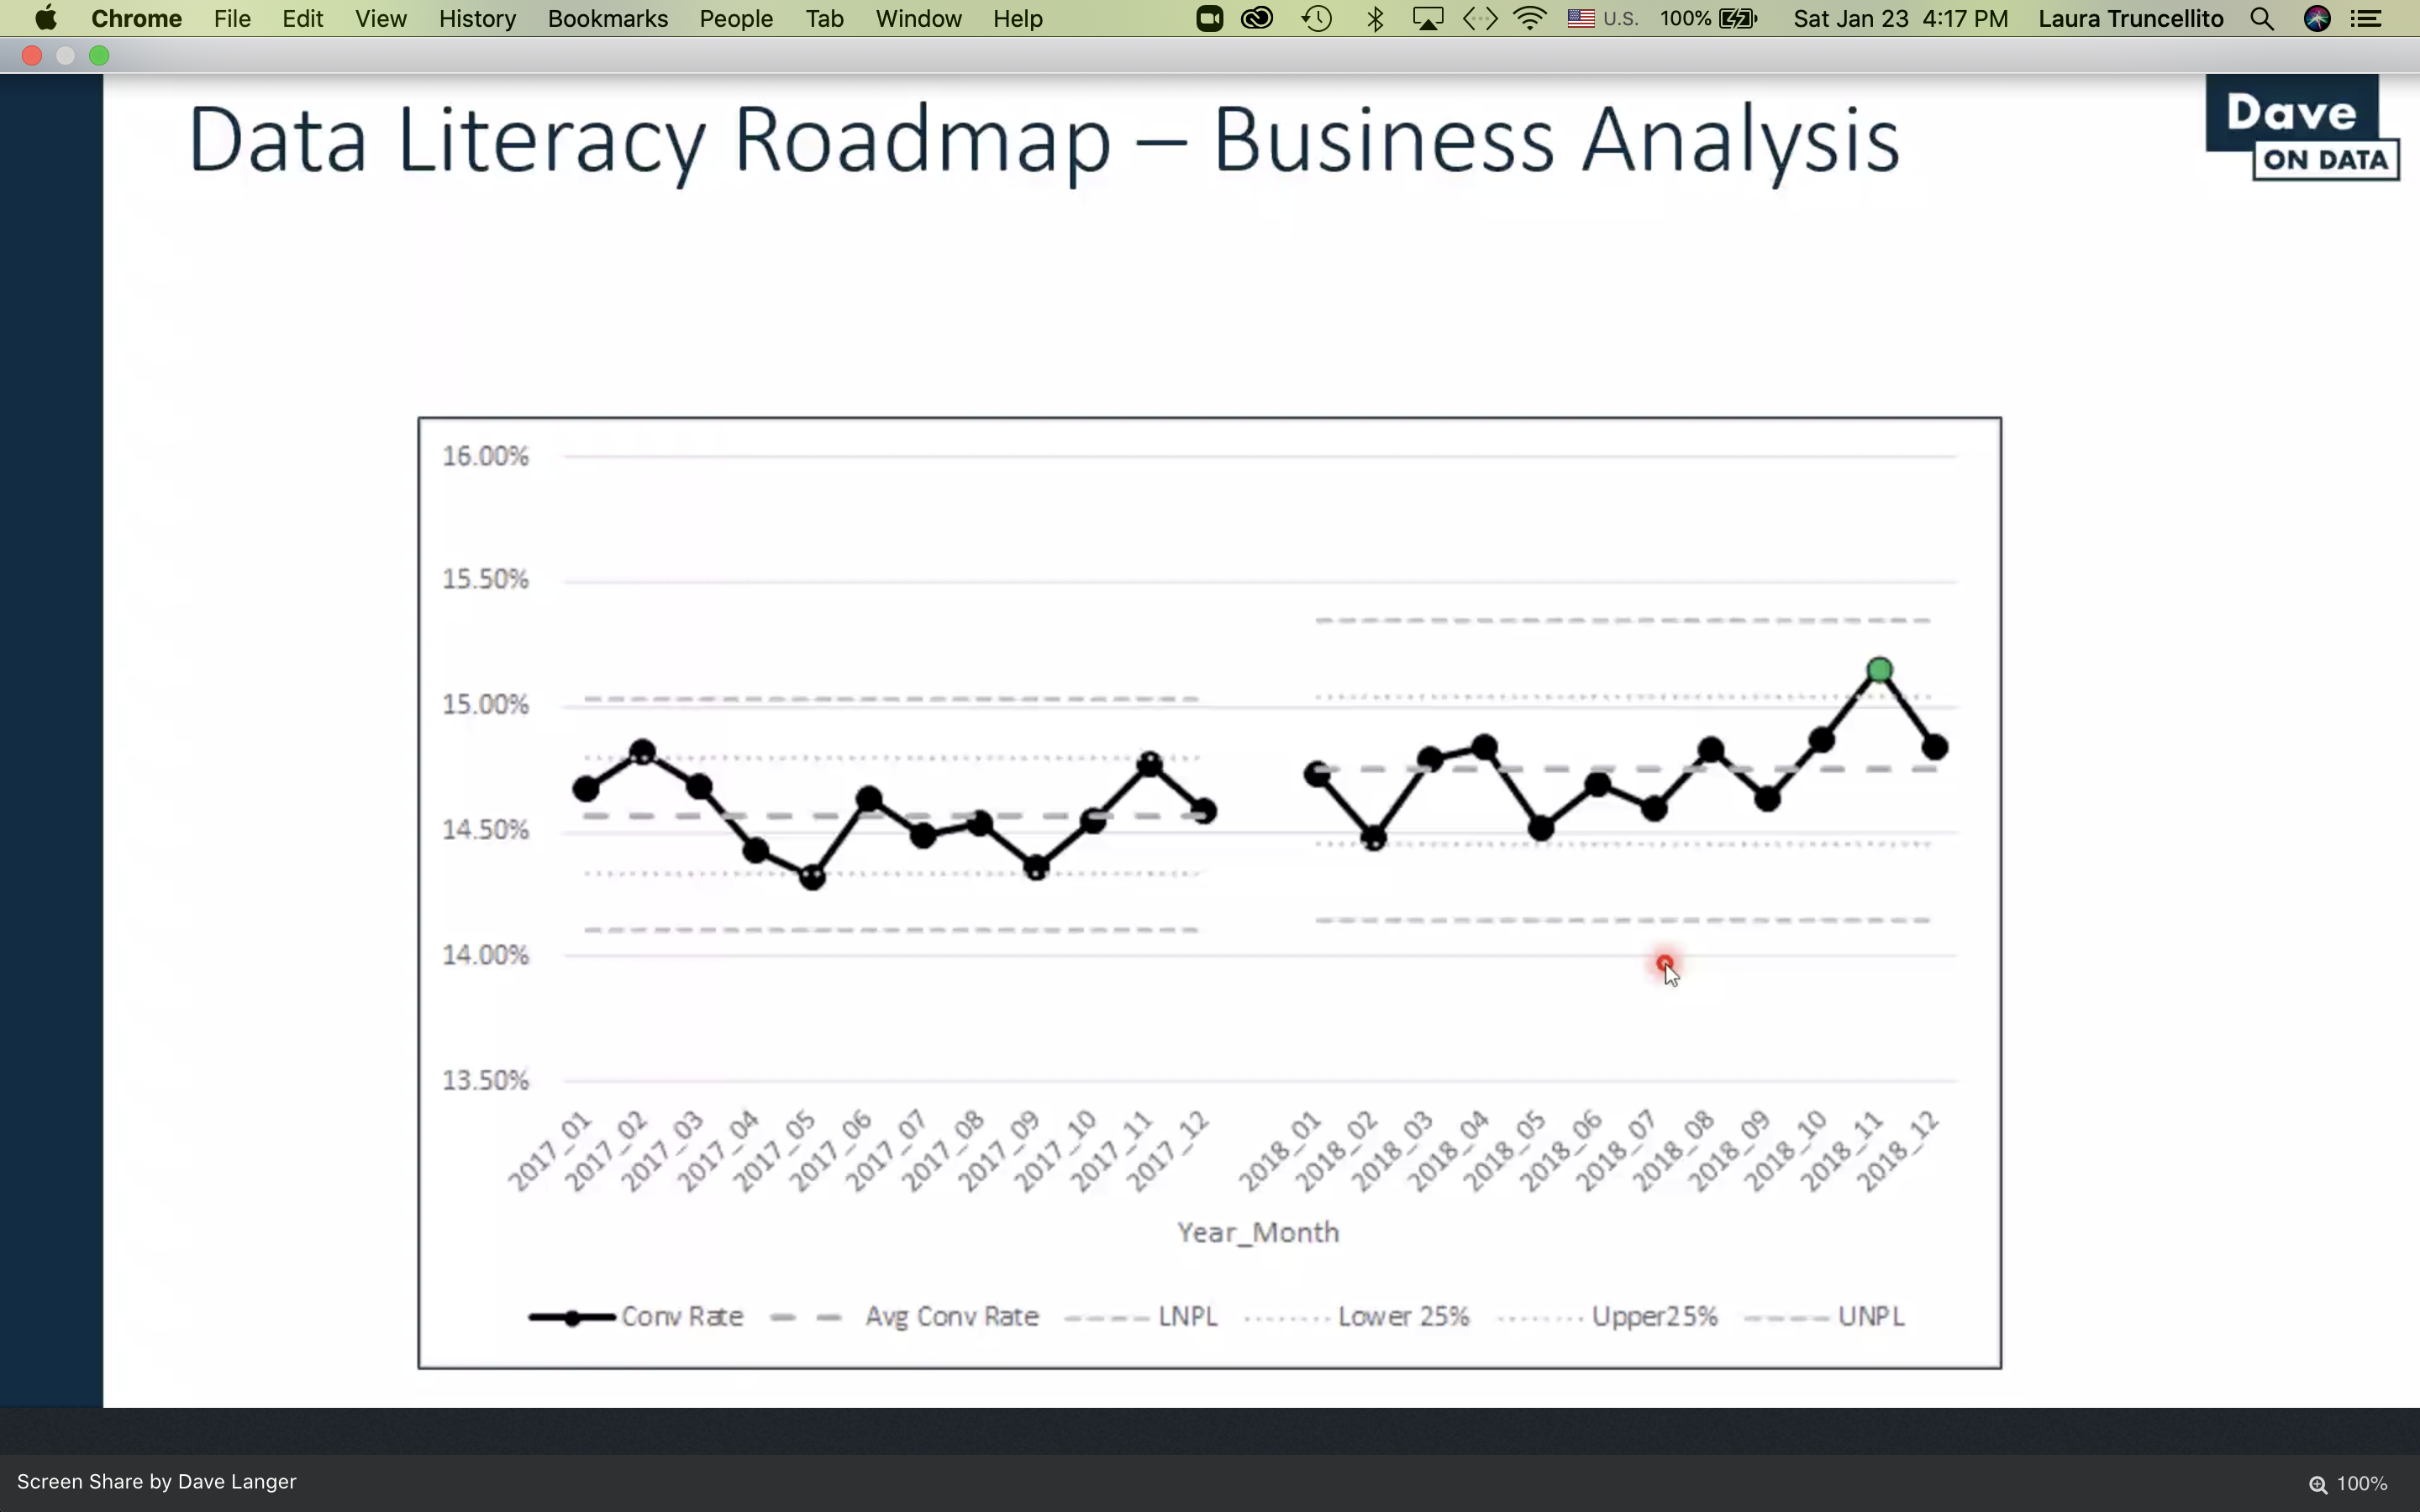 Chrome File Edit View History Bookmarks People Tab Window Help U.S. 100% Sat Jan 23 4:17 PM Laura Truncellito
Data Literacy Roadmap – Business Analysis
Dave
ON DATA
16.00%
15.50%
15.00%
14.50%
14.00%
13.50%
2017_01 2017_02 2017_03 2017_04 2017_05 2017_06 2017_07 2017_08 2017_09 2017_10 2017_11 2017_12 2018_01 2018_02 2018_03 2018_04 2018_05 2018_06 2018_07 2018_08 2018_09 2018_10 2018_11 2018_12
Year_Month
Conv Rate Avg Conv Rate LNPL Lower 25% Upper25% UNPL
Screen Share by Dave Langer 100%